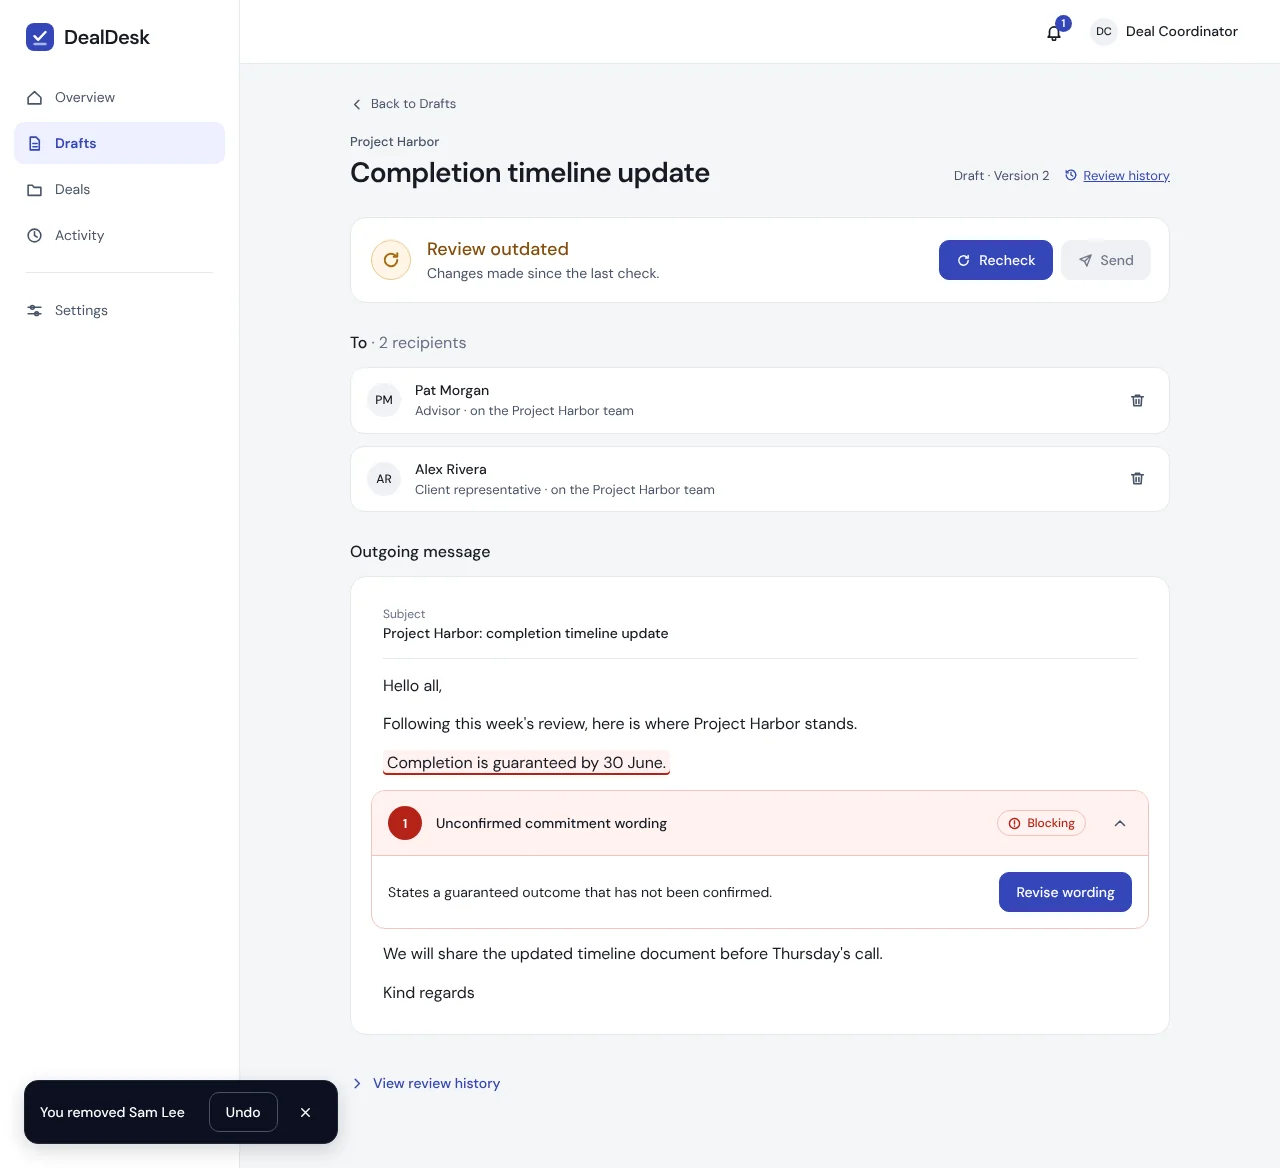 DealDesk
Overview
Drafts
Deals
Activity
Settings
1
DC
Deal Coordinator
Back to Drafts
Project Harbor
Completion timeline update
Draft · Version 2
Review history
Review outdated
Changes made since the last check.
Recheck
Send
To · 2 recipients
PM
Pat Morgan
Advisor · on the Project Harbor team
AR
Alex Rivera
Client representative · on the Project Harbor team
Outgoing message
Subject
Project Harbor: completion timeline update
Hello all,
Following this week's review, here is where Project Harbor stands.
Completion is guaranteed by 30 June.
1
Unconfirmed commitment wording
Blocking
States a guaranteed outcome that has not been confirmed.
Revise wording
We will share the updated timeline document before Thursday's call.
Kind regards
View review history
You removed Sam Lee
Undo